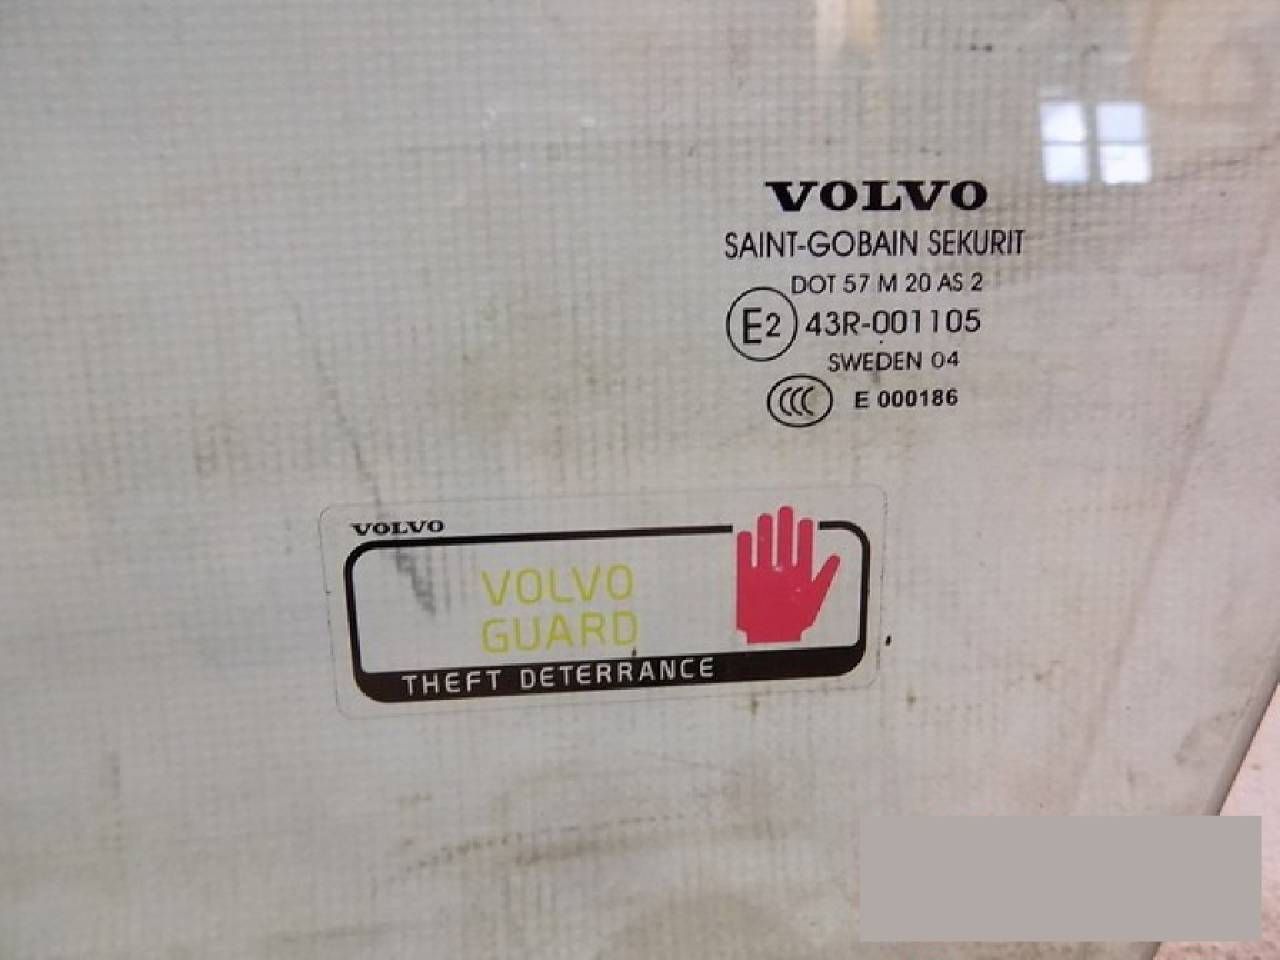 VOLVO
SAINT-GOBAIN SEKURIT
DOT 57 M 20 AS 2
E2 43R-001105
SWEDEN 04
CCC E 000186
VOLVO
VOLVO
GUARD
THEFT DETERRANCE